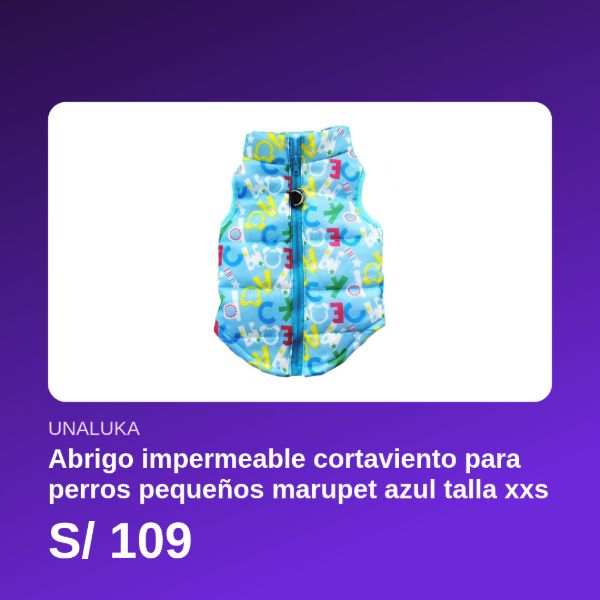 UNALUKA
Abrigo impermeable cortaviento para
perros pequeños marupet azul talla xxs
S/ 109